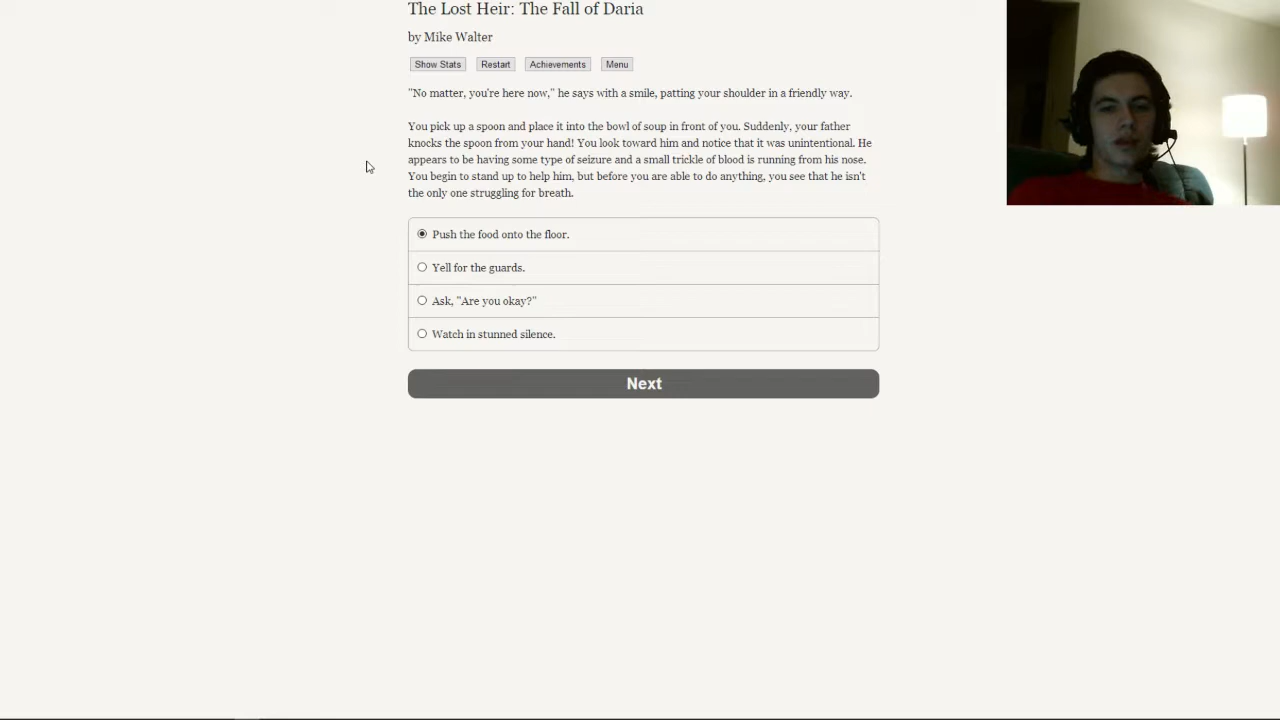 The Lost Heir: The Fall of Daria
by Mike Walter
Show Stats Restart Achievements Menu
"No matter, you're here now," he says with a smile, patting your shoulder in a friendly way.
You pick up a spoon and place it into the bowl of soup in front of you. Suddenly, your father
knocks the spoon from your hand! You look toward him and notice that it was unintentional. He
appears to be having some type of seizure and a small trickle of blood is running from his nose.
You begin to stand up to help him, but before you are able to do anything, you see that he isn't
the only one struggling for breath.
Push the food onto the floor.
Yell for the guards.
Ask, "Are you okay?"
Watch in stunned silence.
Next